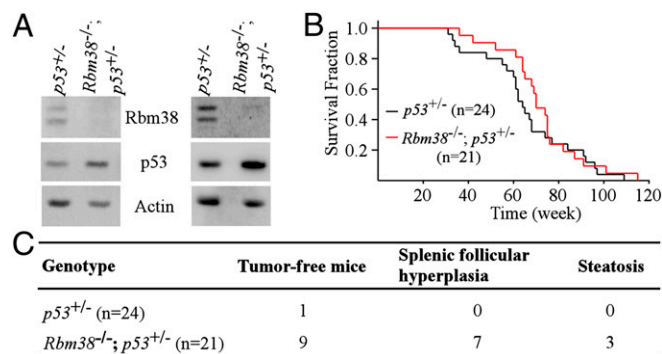 A
p53+/-
Rbm38-/-;
p53+/-
p53+/-
Rbm38-/-;
p53+/-
Rbm38
p53
Actin
B
Survival Fraction
1.0
0.8
0.6
0.4
0.2
p53+/- (n=24)
Rbm38-/-; p53+/-
(n=21)
20 40 60 80 100 120
Time (week)
C
Genotype Tumor-free mice Splenic follicular hyperplasia Steatosis
p53+/- (n=24) 1 0 0
Rbm38-/-; p53+/- (n=21) 9 7 3